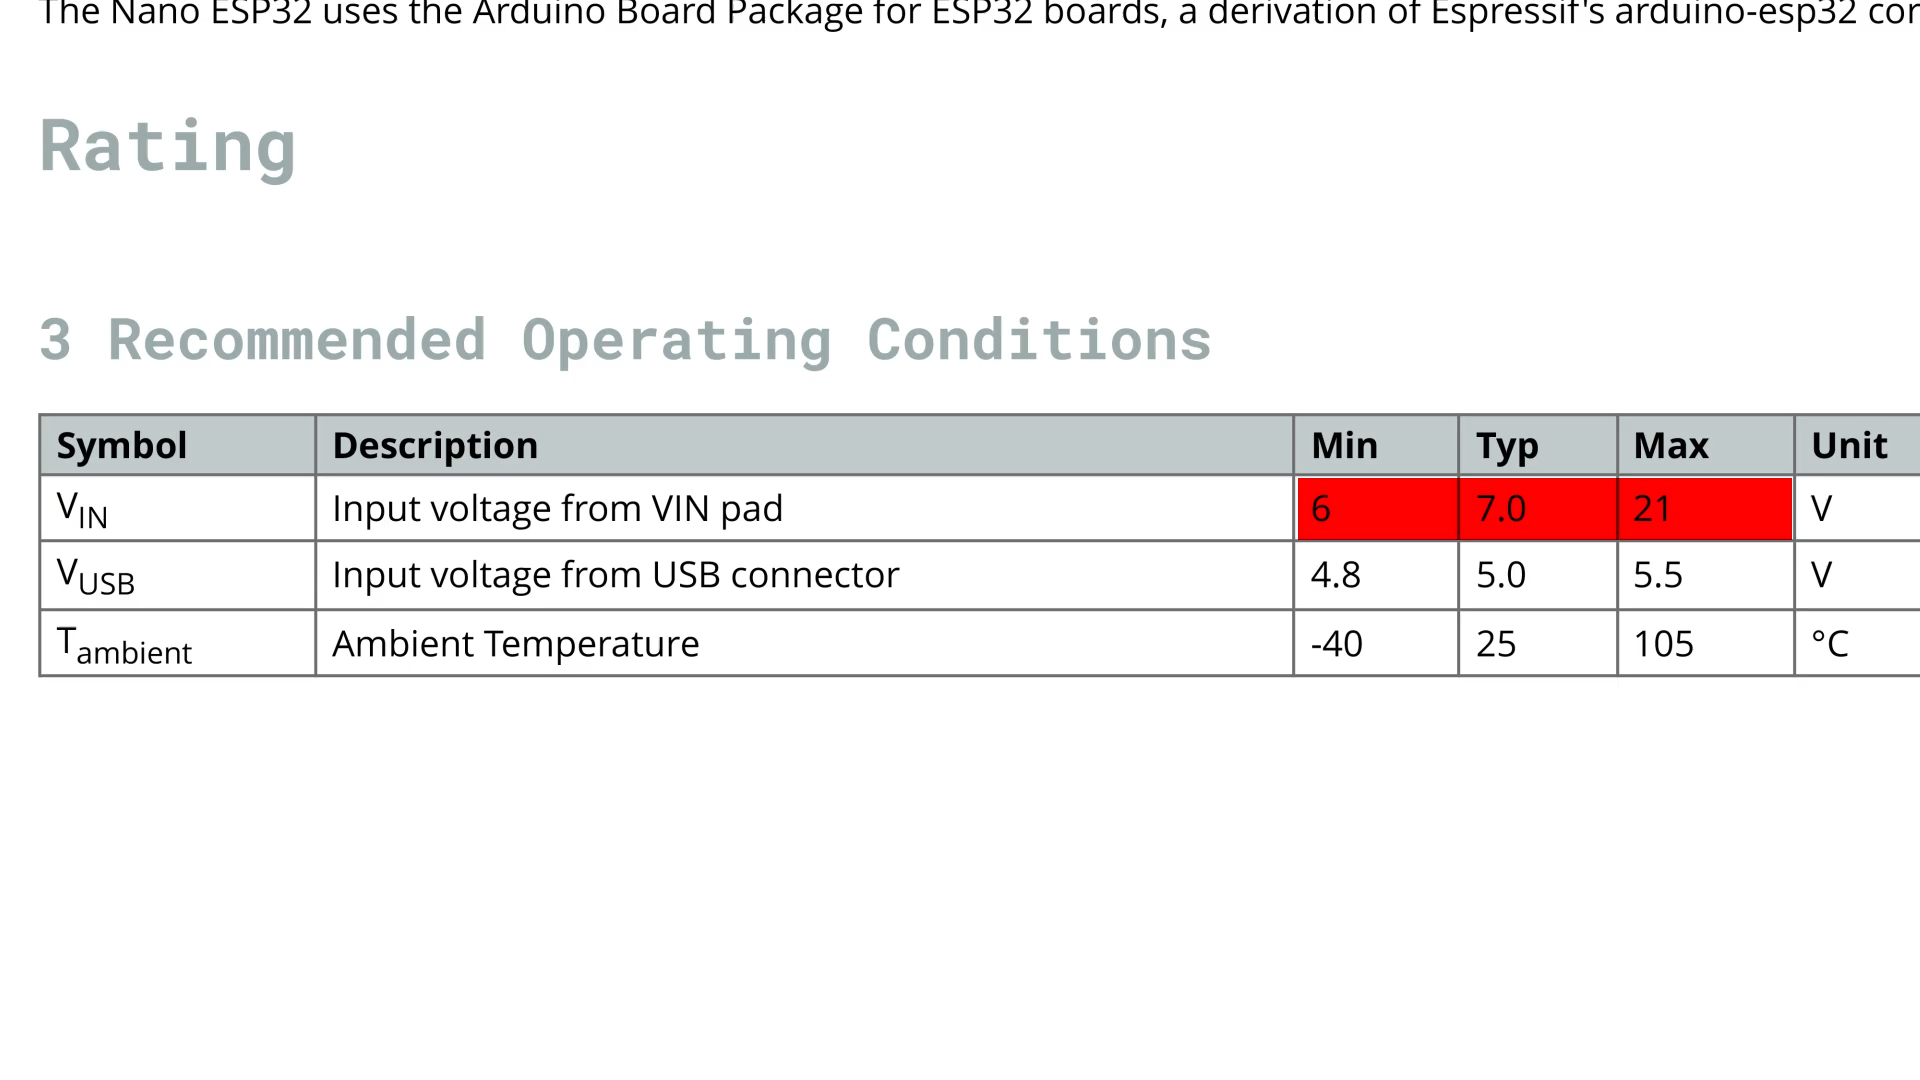 The Nano ESP32 uses the Arduino Board Package for ESP32 boards, a derivation of Espressif's arduino-esp32
Rating
3 Recommended Operating Conditions
Symbol Description Min Typ Max Unit
VIN Input voltage from VIN pad 6 7.0 21 V
VUSB Input voltage from USB connector 4.8 5.0 5.5 V
Tambient Ambient Temperature -40 25 105 °C